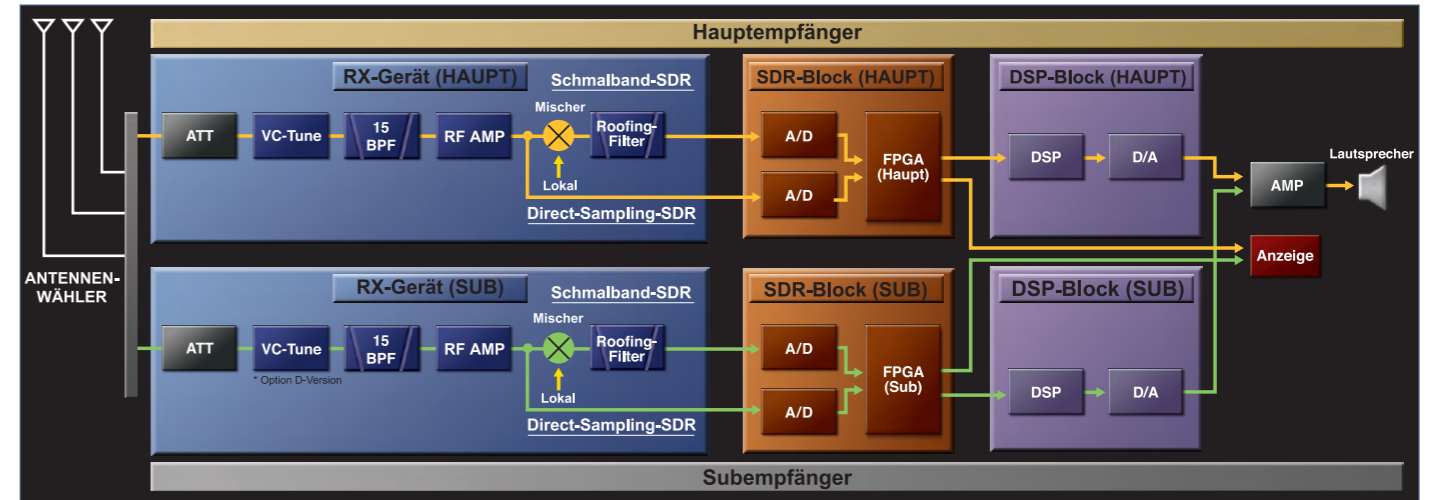 Hauptempfänger
RX-Gerät (HAUPT)
Schmalband-SDR
Mischer
ATT
VC-Tune
15
BPF
RF AMP
Roofing-
Filter
Lokal
Direct-Sampling-SDR
SDR-Block (HAUPT)
A/D
A/D
FPGA
(Haupt)
DSP-Block (HAUPT)
DSP
D/A
AMP
Lautsprecher
Anzeige
ANTENNEN-
WÄHLER
RX-Gerät (SUB)
Schmalband-SDR
Mischer
ATT
VC-Tune
* Option D-Version
15
BPF
RF AMP
Roofing-
Filter
Lokal
Direct-Sampling-SDR
SDR-Block (SUB)
A/D
A/D
FPGA
(Sub)
DSP-Block (SUB)
DSP
D/A
Subempfänger